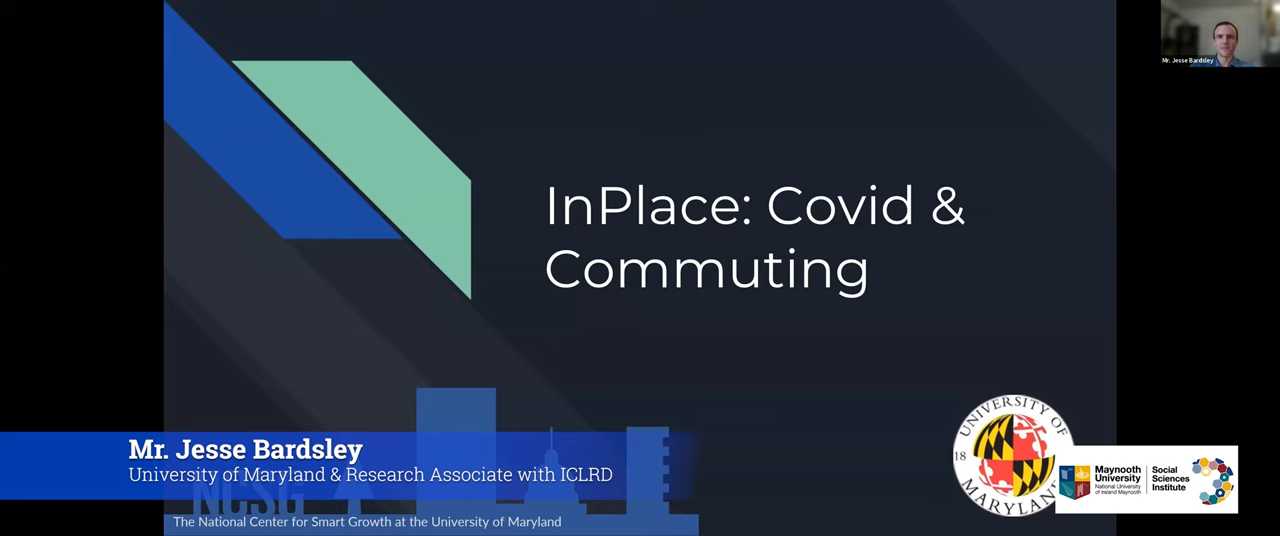 Mr. Jesse Bardsley
InPlace: Covid &
Commuting
Mr. Jesse Bardsley
University of Maryland & Research Associate with ICLRD
NCSG
The National Center for Smart Growth at the University of Maryland
UNIVERSITY OF
18
MARYLAN
Maynooth
University
National University
of Ireland Maynooth
Social
Sciences
Institute